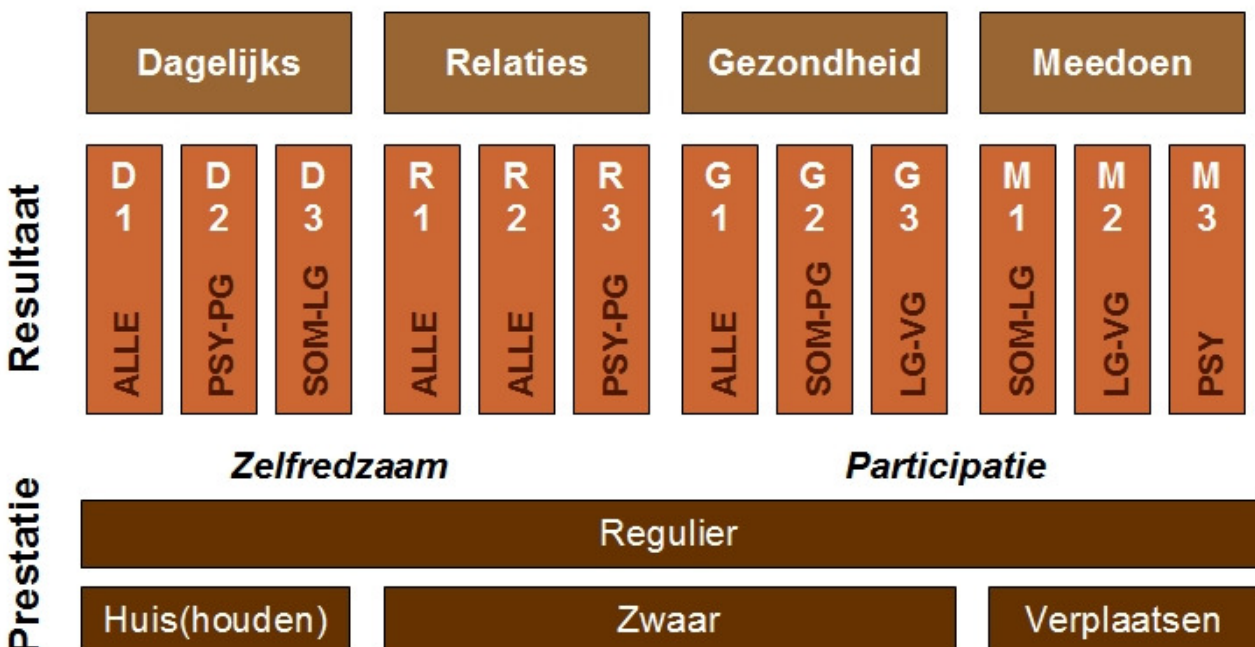 Dagelijks Relaties Gezondheid Meedoen
Resultaat
D 1 ALLE
D 2 PSY-PG
D 3 SOM-LG
R 1 ALLE
R 2 ALLE
R 3 PSY-PG
G 1 ALLE
G 2 SOM-PG
G 3 LG-VG
M 1 SOM-LG
M 2 LG-VG
M 3 PSY
Zelfredzaam Participatie
Prestatie
Regulier
Huis(houden) Zwaar Verplaatsen